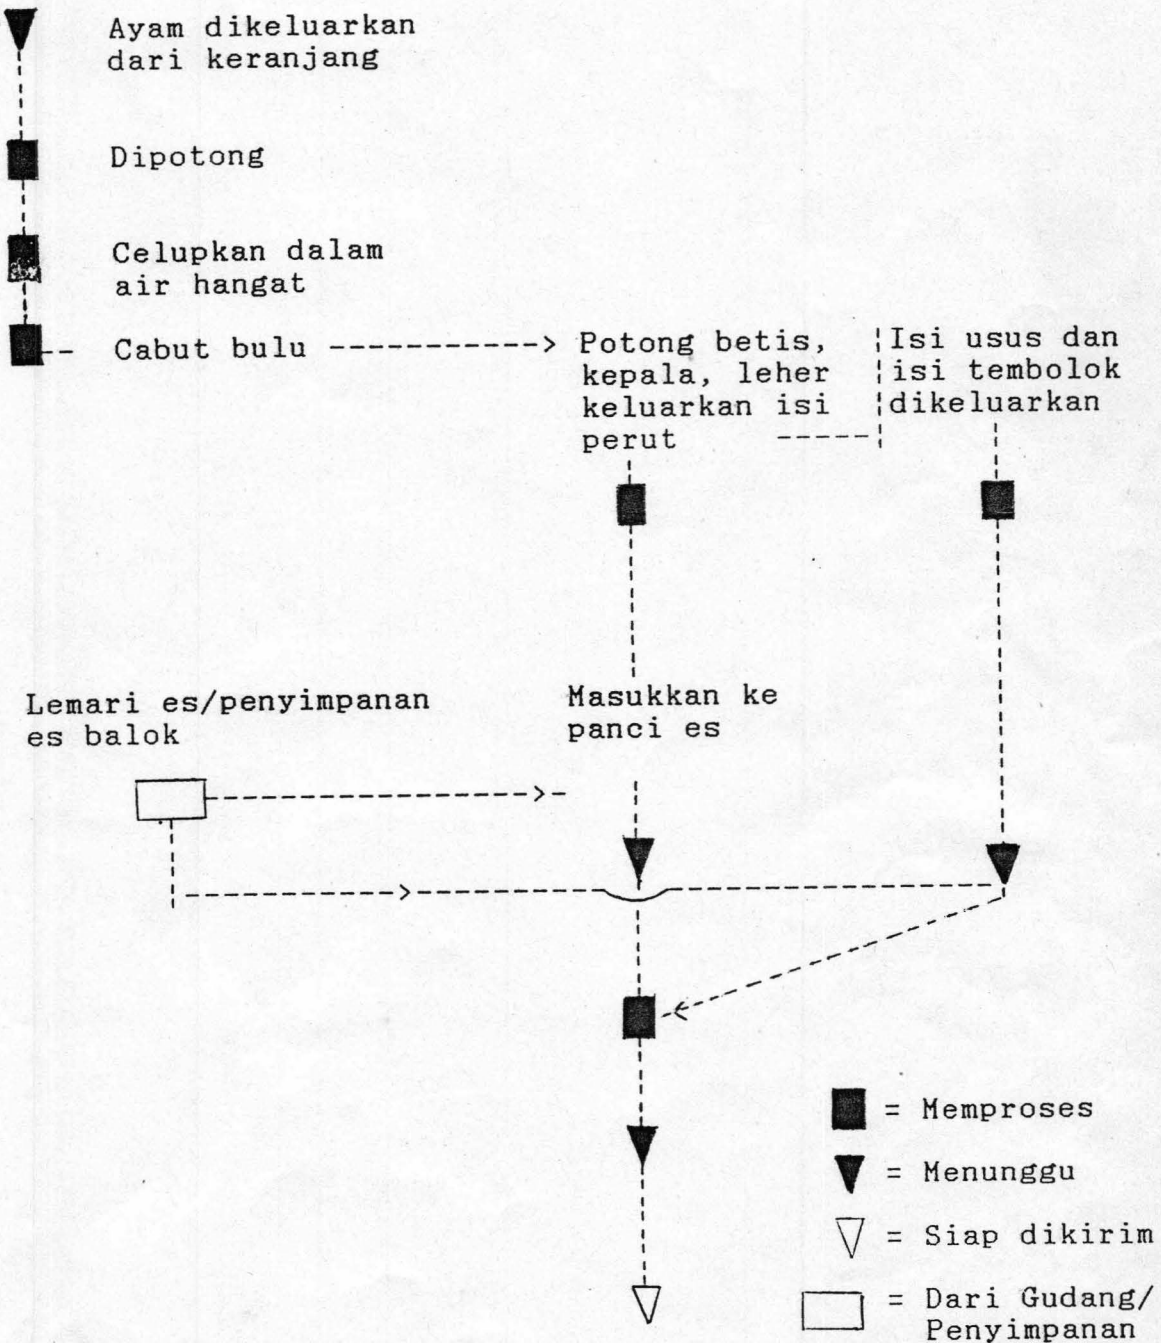 Ayam dikeluarkan
dari keranjang
Dipotong
Celupkan dalam
air hangat
Cabut bulu
Potong betis,
kepala, leher
keluarkan isi
perut
Isi usus dan
isi tembolok
dikeluarkan
Lemari es/penyimpanan
es balok
Masukkan ke
panci es
= Memproses
= Menunggu
= Siap dikirim
= Dari Gudang/
Penyimpanan